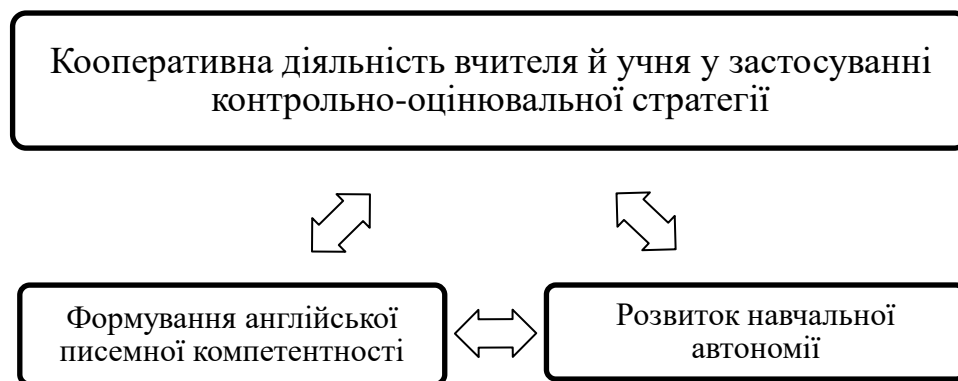 Кооперативна діяльність вчителя й учня у застосуванні
контрольно-оцінювальної стратегії
Формування англійської
писемної компетентності
Розвиток навчальної
автономії